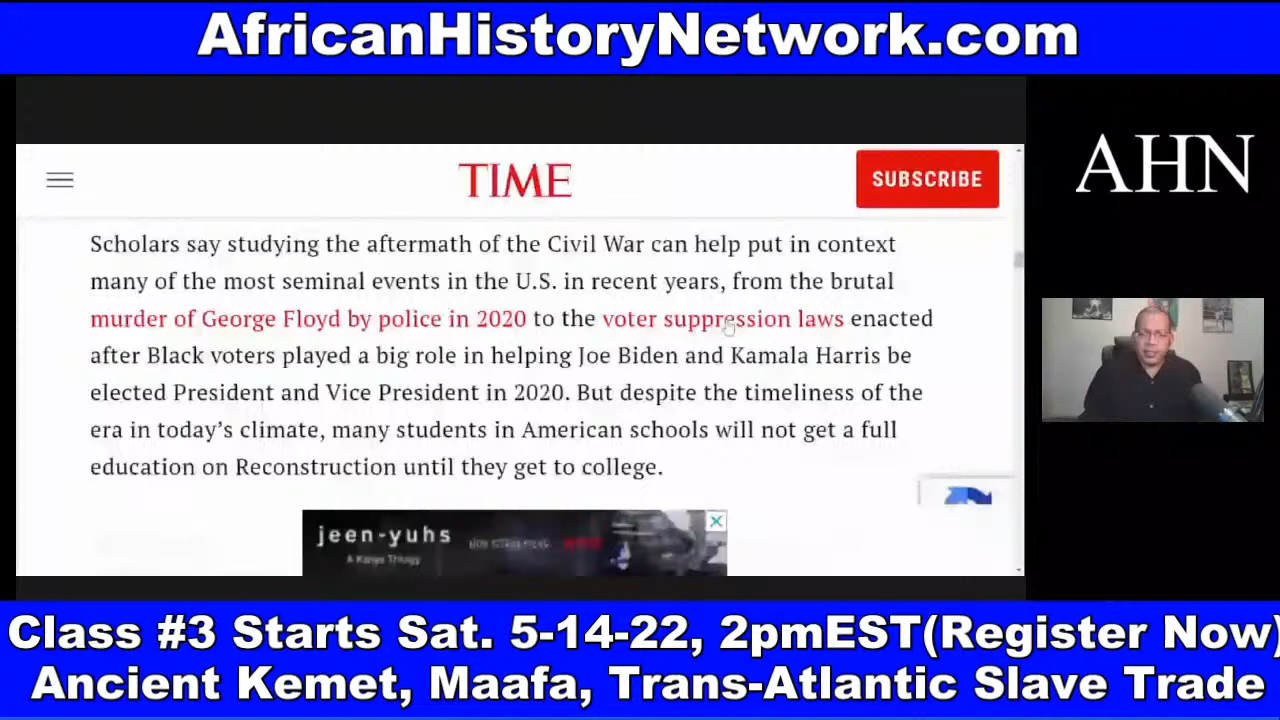 AfricanHistoryNetwork.com
AHN
TIME
SUBSCRIBE
Scholars say studying the aftermath of the Civil War can help put in context
many of the most seminal events in the U.S. in recent years, from the brutal
murder of George Floyd by police in 2020 to the voter suppression laws enacted
after Black voters played a big role in helping Joe Biden and Kamala Harris be
elected President and Vice President in 2020. But despite the timeliness of the
era in today's climate, many students in American schools will not get a full
education on Reconstruction until they get to college.
jeen-yuhs
A Kanye Trilogy
Class #3 Starts Sat. 5-14-22, 2pmEST(Register Now)
Ancient Kemet, Maafa, Trans-Atlantic Slave Trade